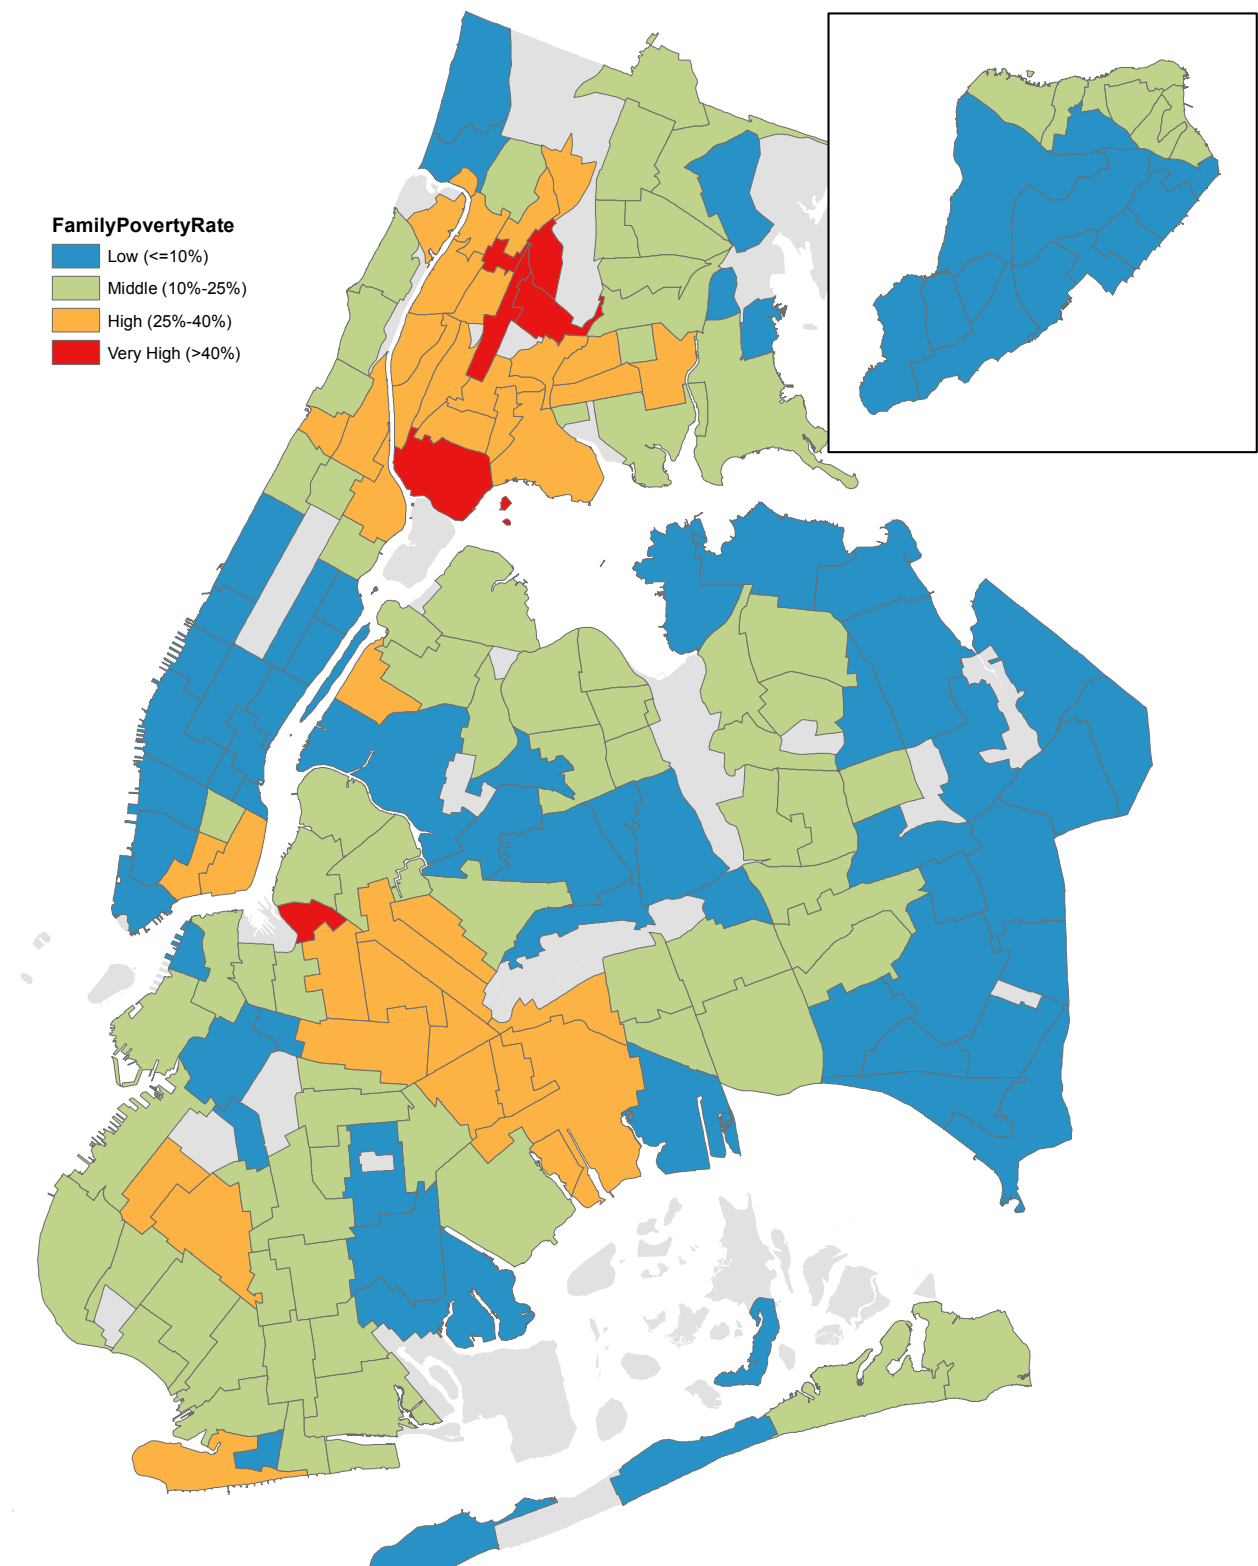 FamilyPovertyRate
Low (<=10%)
Middle (10%-25%)
High (25%-40%)
Very High (>40%)